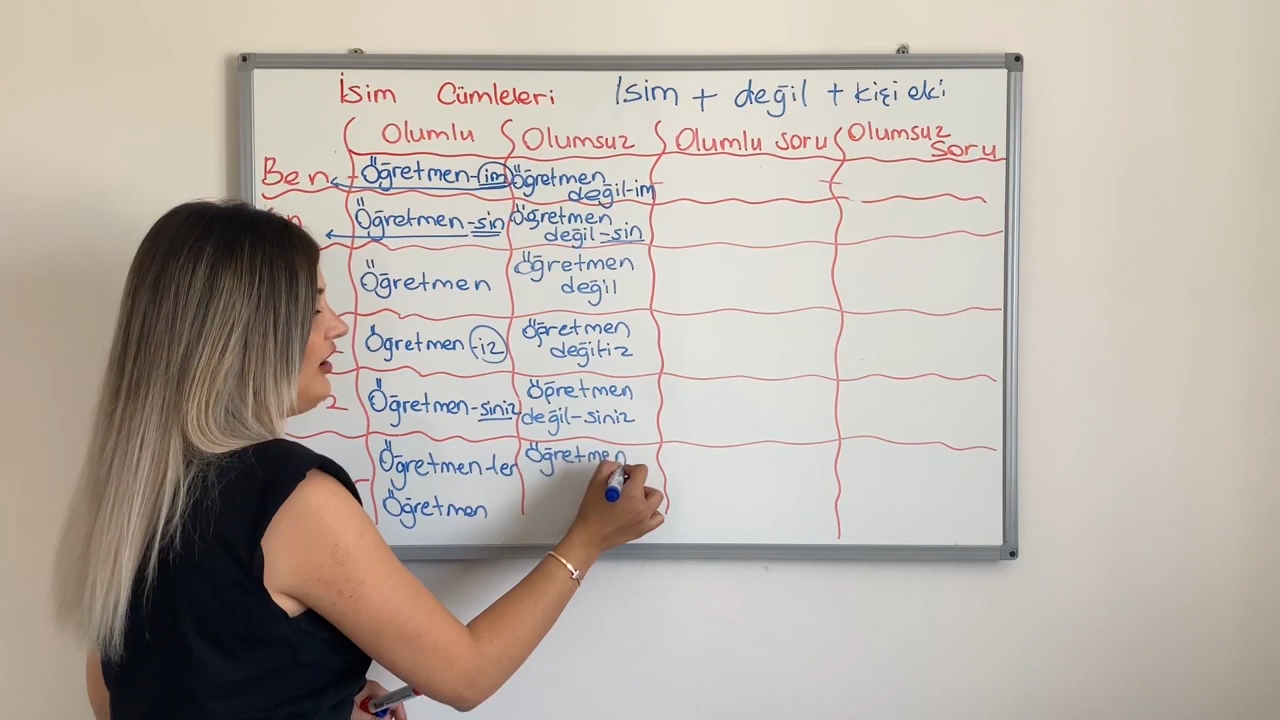 İsim Cümleleri
Isim + değil + kişi eki
Olumlu
Olumsuz
Olumlu soru
Olumsuz
soru
Ben
Öğretmen-im
Öğretmen
değil-im
Öğretmen-sin
Öğretmen
değil-sin
Öğretmen
Öğretmen
değil
Öğretmen-iz
Öğretmen
değiliz
Öğretmen-siniz
Öğretmen
değil-siniz
Öğretmen-ler
Öğretmen
Öğretmen